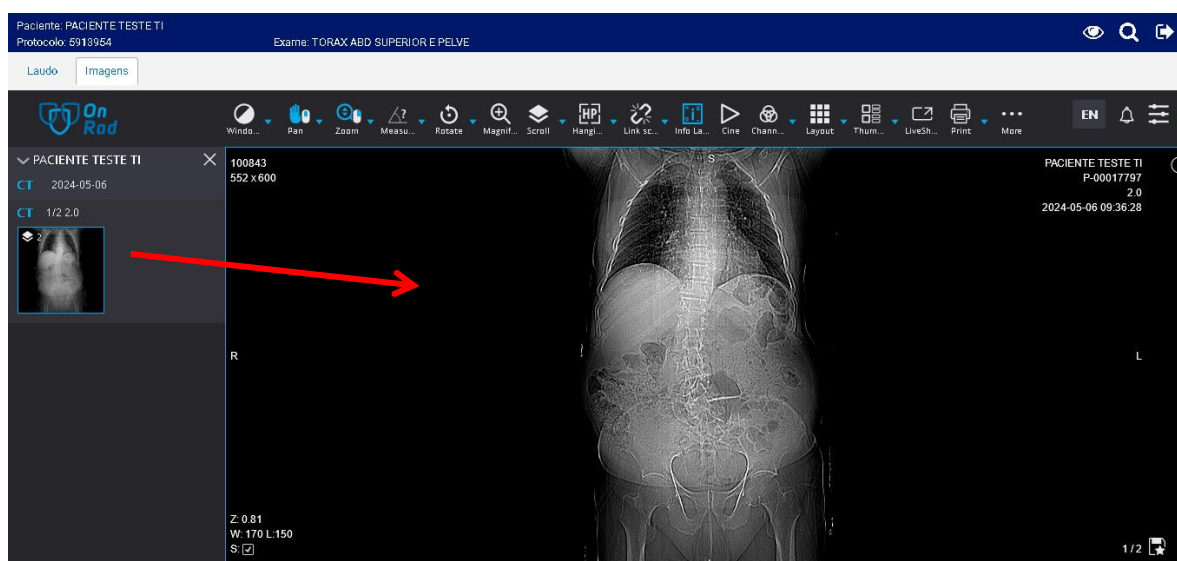 Paciente: PACIENTE TESTE TI
Protocolo: 5913954
Exame: TORAX ABD SUPERIOR E PELVE
Laudo
Imagens
On
Rad
Windo...
Pan
Zoom
Measu...
Rotate
Magnif...
Scroll
HP
Hangi...
Link sc...
Info La...
Cine
Chann...
Layout
Thum...
LiveSh...
Print
More
EN
PACIENTE TESTE TI
CT 2024-05-06
CT 1/2 2.0
2
100843
552 x 600
S
PACIENTE TESTE TI
P-00017797
2.0
2024-05-06 09:36:28
R
L
Z: 0.81
W: 170 L:150
S:
1/2